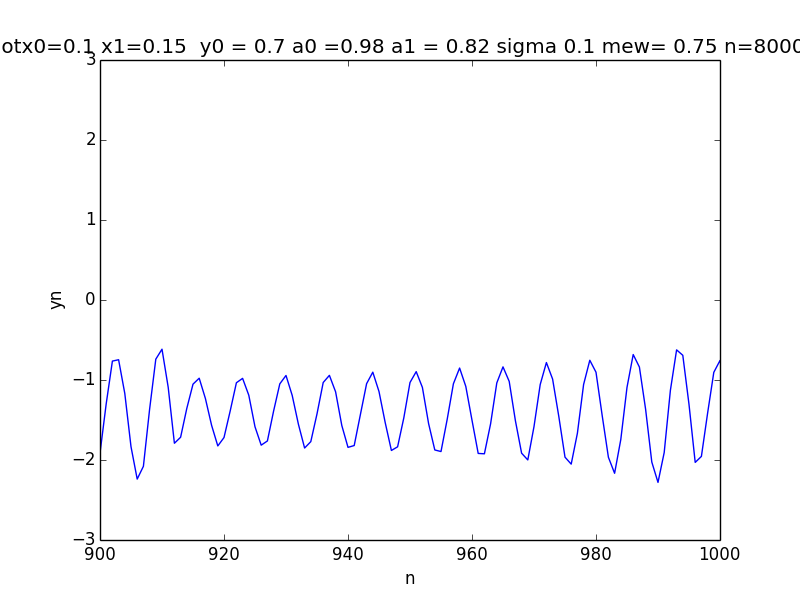 otx0=0.1 x1=0.15  y0 = 0.7 a0 =0.98 a1 = 0.82 sigma 0.1 mew= 0.75 n=8000
3
2
1
0
−1
−2
−3
yn
900 920 940 960 980 1000
n